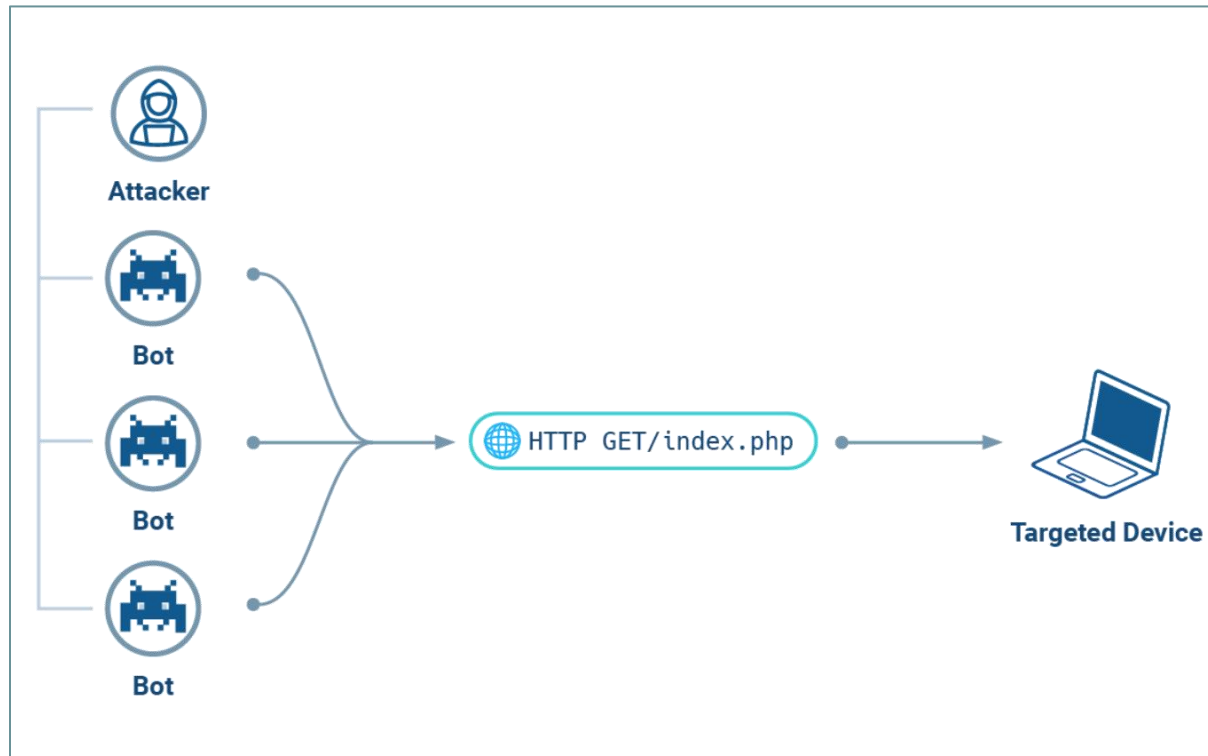 Attacker
Bot
Bot
Bot
HTTP GET/index.php
Targeted Device